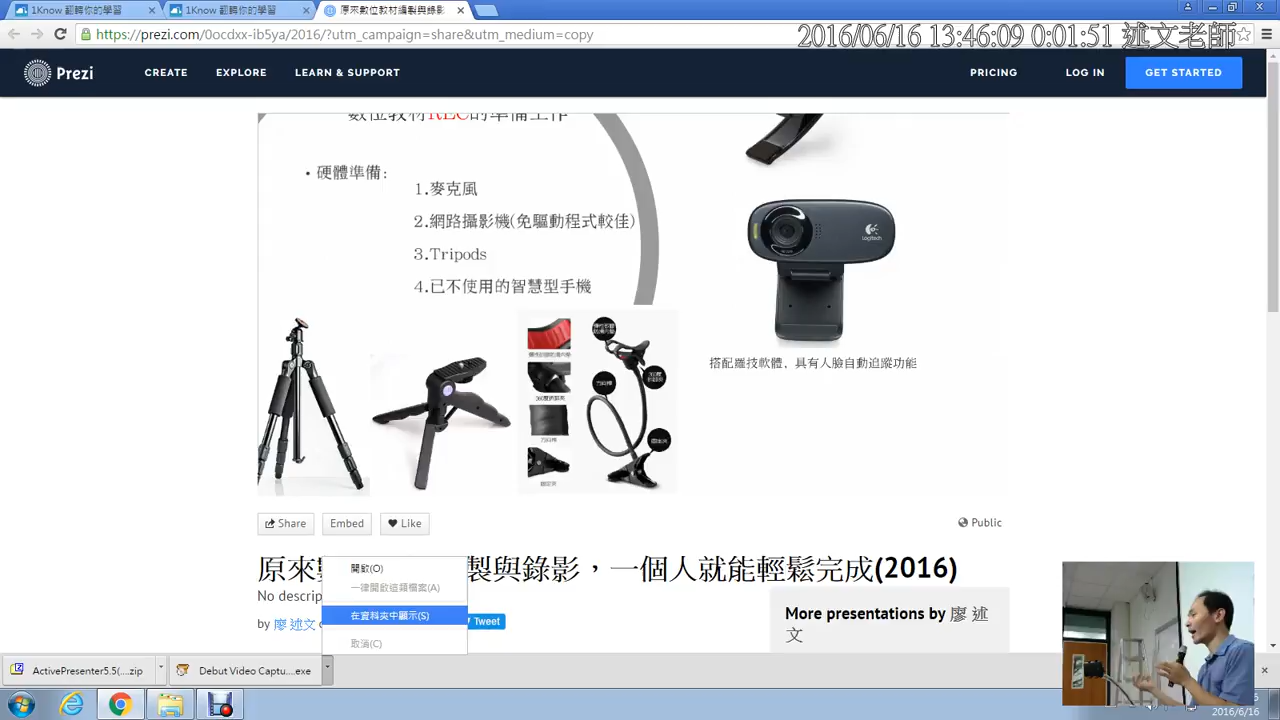 1Know 翻轉你的學習
1Know 翻轉你的學習
原來數位教材編製與錄影
https://prezi.com/0ocdxx-ib5ya/2016/?utm_campaign=share&utm_medium=copy
2016/06/16 13:46:09 0:01:51 述文老師
Prezi
CREATE
EXPLORE
LEARN & SUPPORT
PRICING
LOG IN
GET STARTED
數位教材REC的準備工作
• 硬體準備:
1.麥克風
2.網路攝影機(免驅動程式較佳)
3.Tripods
4.已不使用的智慧型手機
Logitech
搭配羅技軟體，具有人臉自動追蹤功能
Share
Embed
Like
Public
原來數
製與錄影，一個人就能輕鬆完成(2016)
No descrip
by 廖 述文
Tweet
More presentations by 廖 述
文
開啟(O)
一律開啟這類檔案(A)
在資料夾中顯示(S)
取消(C)
ActivePresenter5.5(....zip
Debut Video Captu....exe
2016/6/16